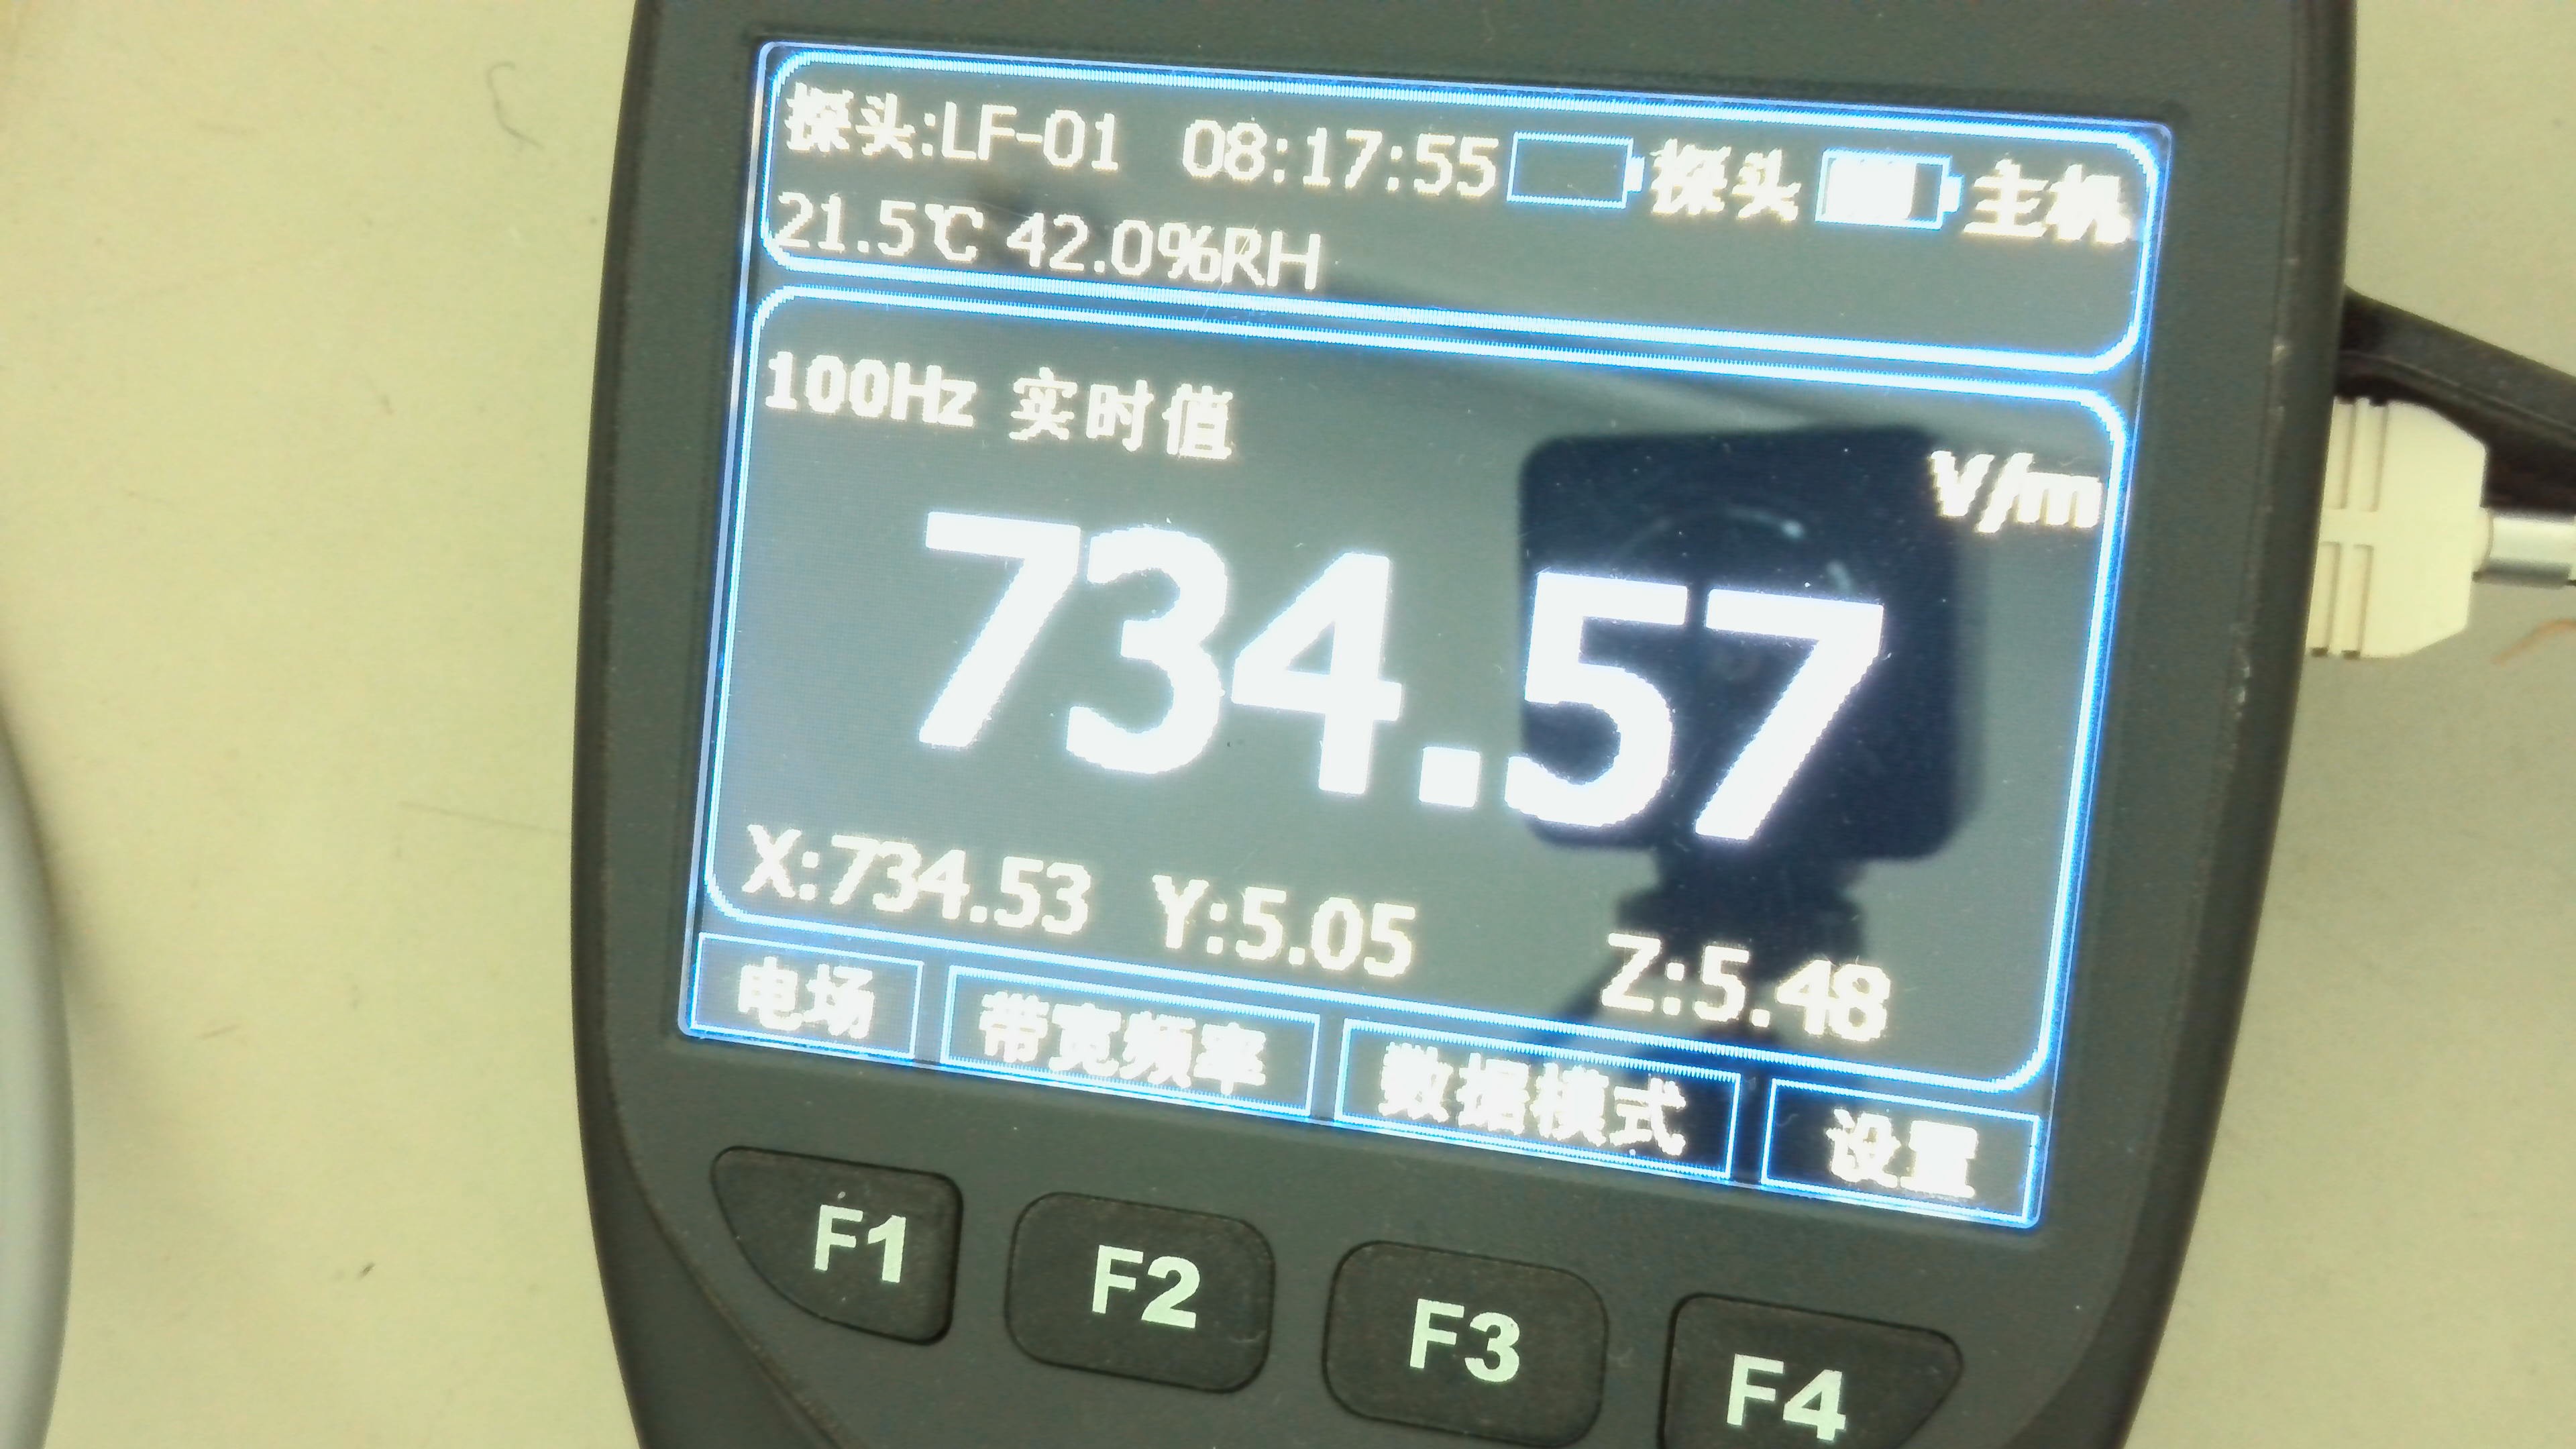 探头:LF-01 08:17:55 探头 主机
21.5℃ 42.0%RH
100Hz 实时值
V/m
734.57
X:734.53 Y:5.05 Z:5.48
电场 带宽频率 数据模式 设置
F1 F2 F3 F4